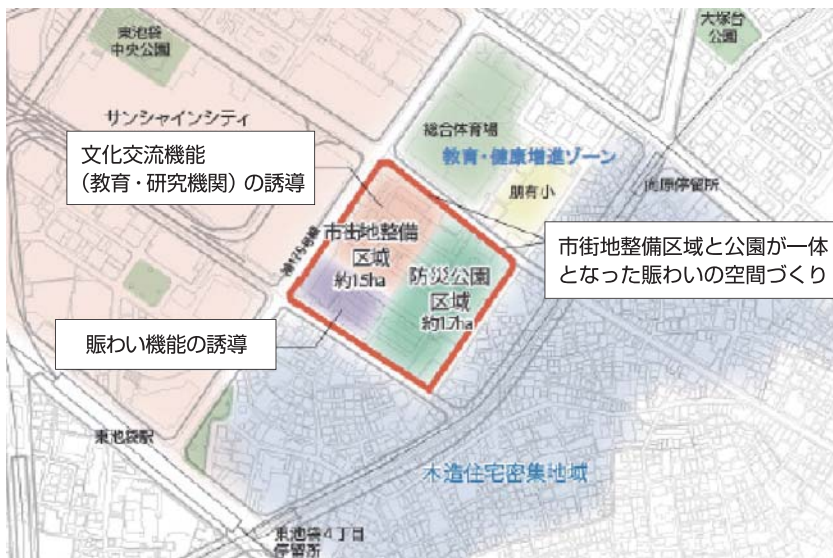 東池袋
中央公園
大塚台
公園
サンシャインシティ
総合体育場
文化交流機能
（教育・研究機関）の誘導
教育・健康増進ゾーン
朋有小
向原停留所
市街地整備
区域
約1.5ha
防災公園
区域
約1.7ha
市街地整備区域と公園が一体
となった賑わいの空間づくり
賑わい機能の誘導
東池袋駅
木造住宅密集地域
東池袋4丁目
停留所